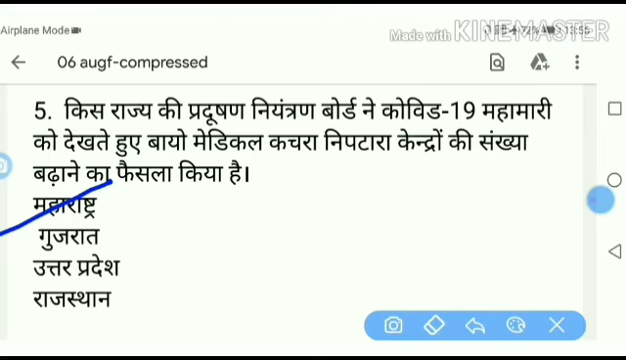 Airplane Mode
Made with KINEMASTER
06 augf-compressed
5. किस राज्य की प्रदूषण नियंत्रण बोर्ड ने कोविड-19 महामारी
को देखते हुए बायो मेडिकल कचरा निपटारा केन्द्रों की संख्या
बढ़ाने का फैसला किया है।
महाराष्ट्र
गुजरात
उत्तर प्रदेश
राजस्थान